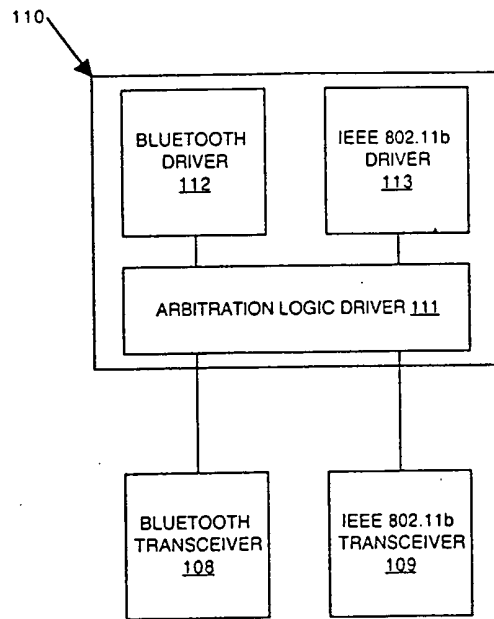 110
BLUETOOTH
DRIVER
112
IEEE 802.11b
DRIVER
113
ARBITRATION LOGIC DRIVER 111
BLUETOOTH
TRANSCEIVER
108
IEEE 802.11b
TRANSCEIVER
109